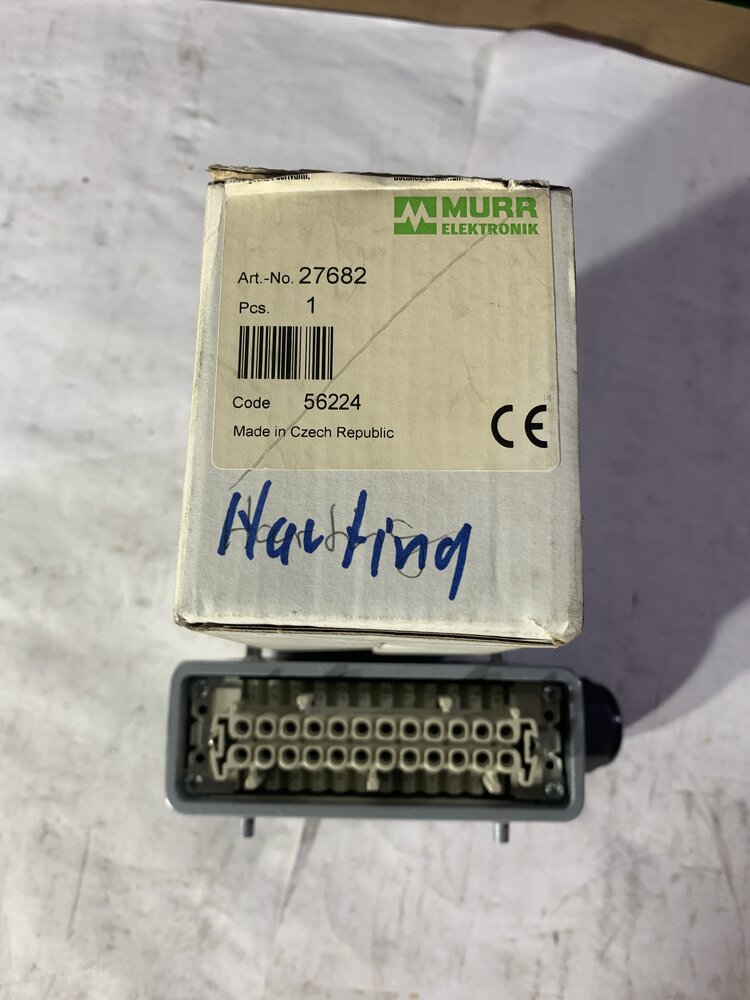 MURR
ELEKTRONIK
Art.-No. 27682
Pcs. 1
Code 56224
Made in Czech Republic
CE
Harting